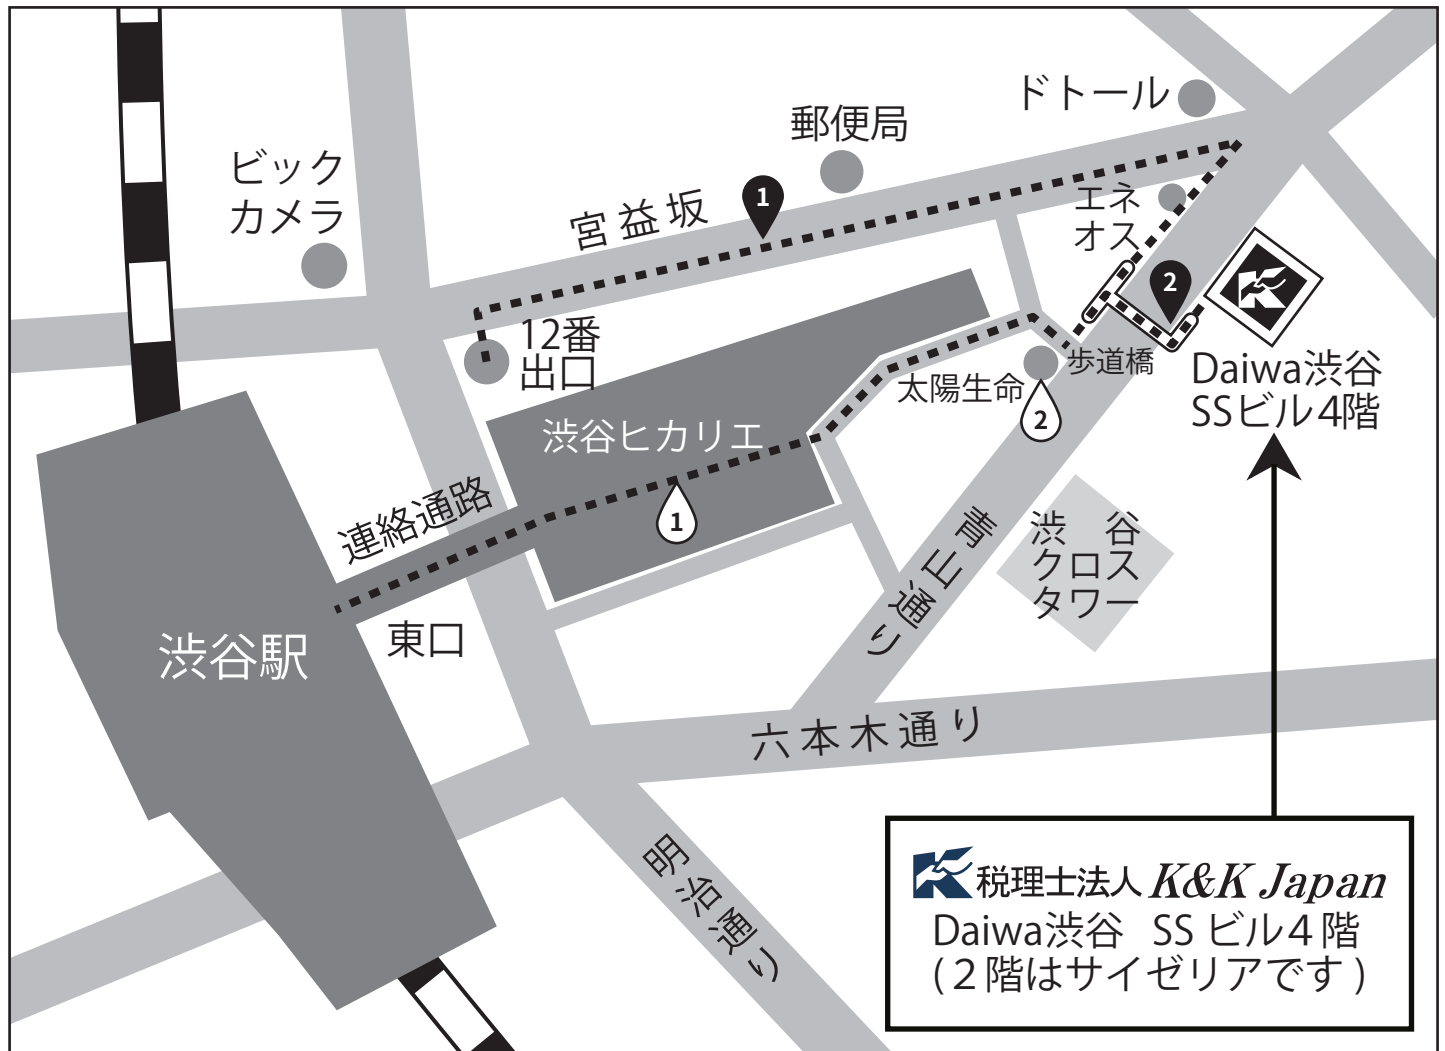 ドトール
郵便局
ビック
カメラ
宮益坂
1
エネ
オス
2
12番
出口
歩道橋
Daiwa渋谷
SSビル4階
太陽生命
2
渋谷ヒカリエ
連絡通路
1
青山通り
渋 谷
クロス
タワー
東口
渋谷駅
六本木通り
明治通り
税理士法人 K&K Japan
Daiwa渋谷 SS ビル4 階
(２階はサイゼリアです )